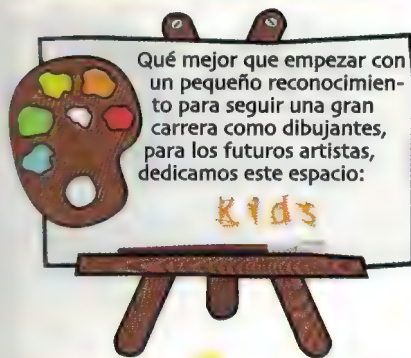 Qué mejor que empezar con
un pequeño reconocimien-
to para seguir una gran
carrera como dibujantes,
para los futuros artistas,
dedicamos este espacio:
Kids